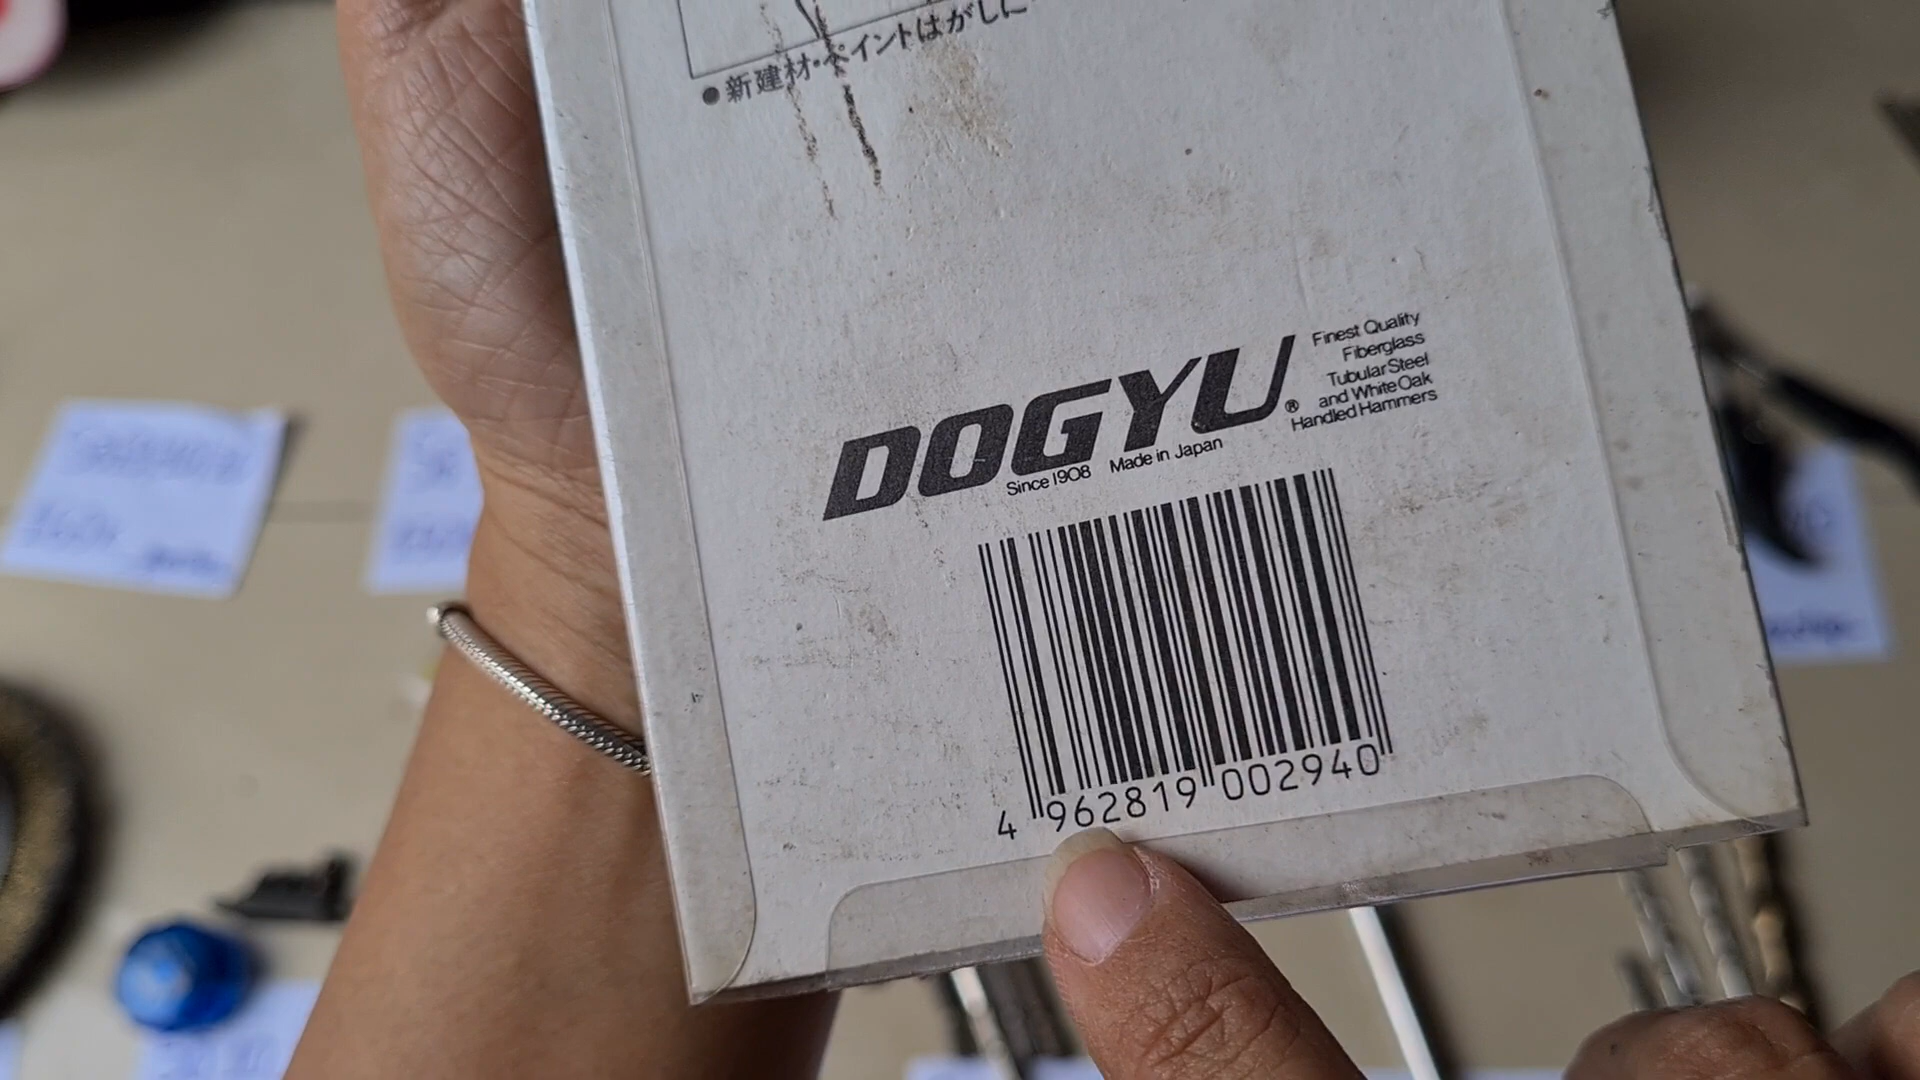 ●新建材・ペイントはがしに
DOGYU®
Since 1908 Made in Japan
Finest Quality
Fiberglass
Tubular Steel
and White Oak
Handled Hammers
4 962819 002940